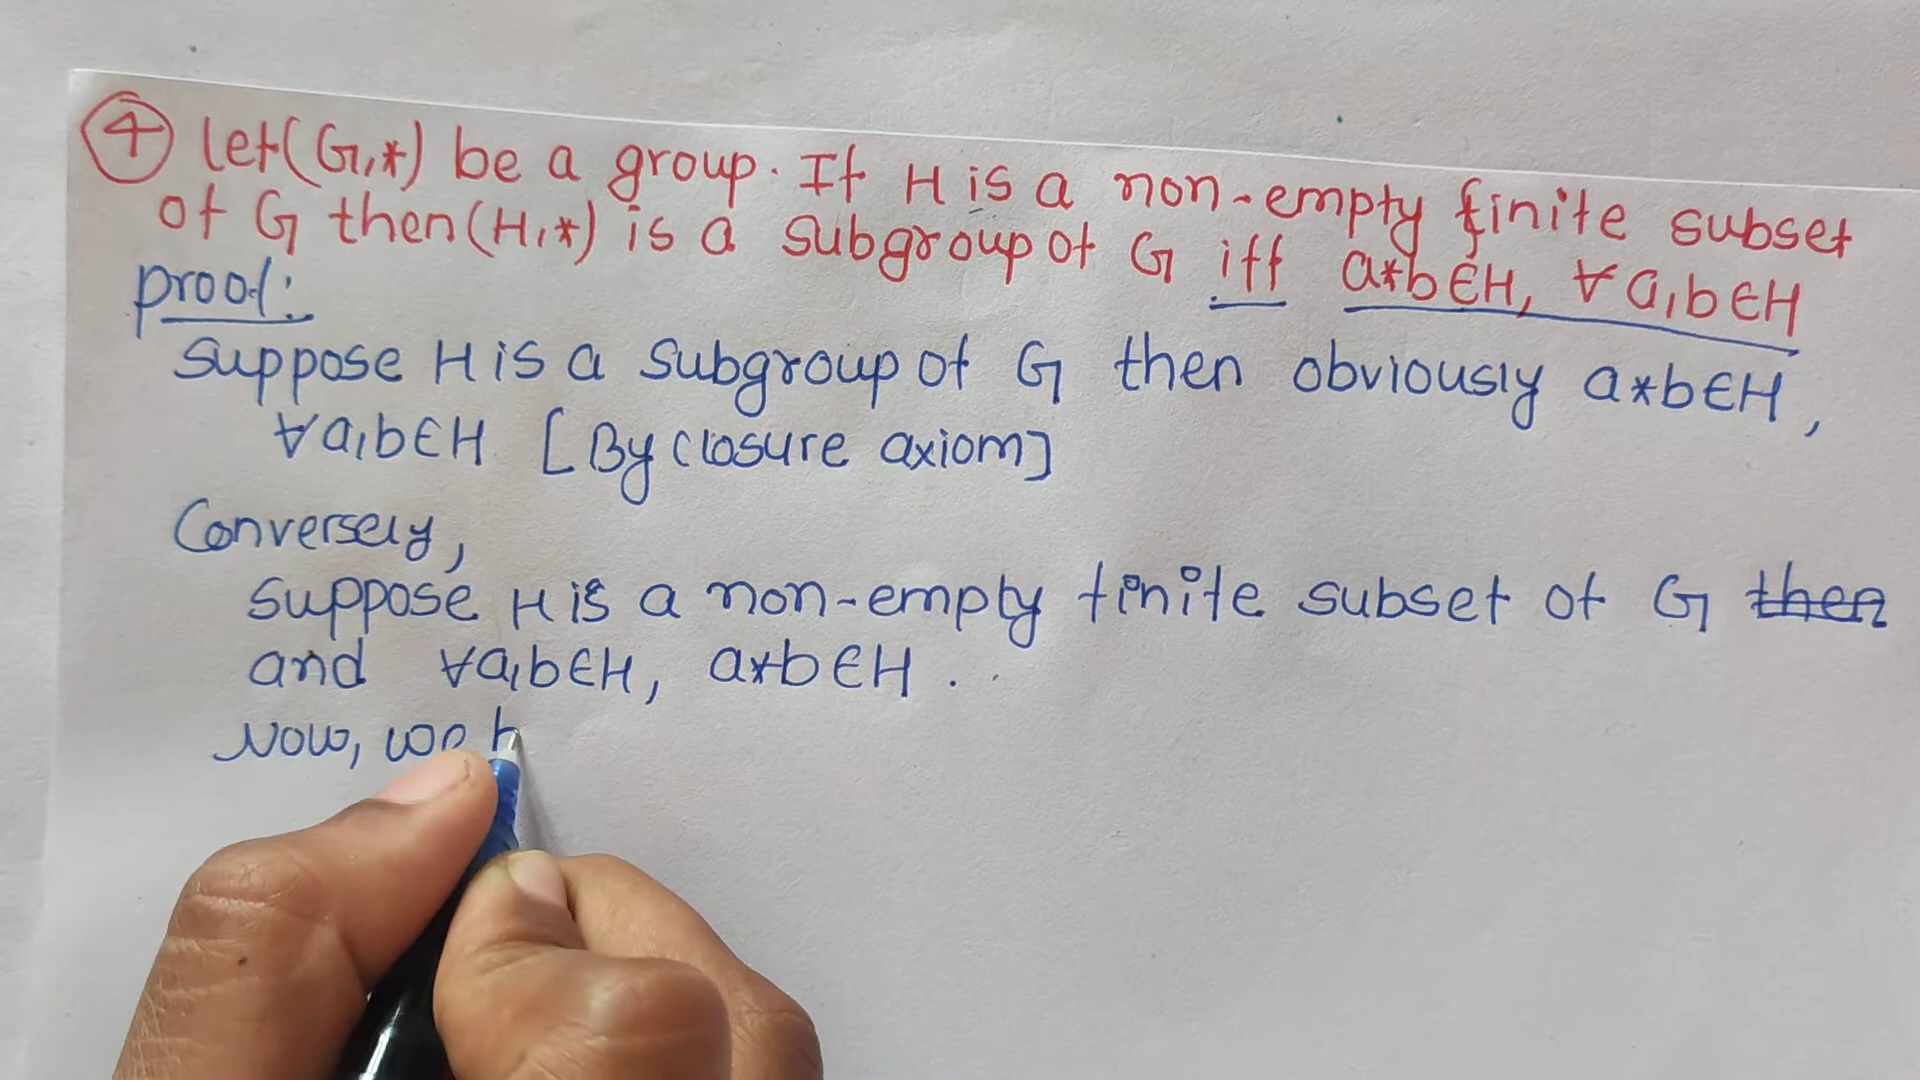 ④ Let (G,*) be a group. If H is a non-empty finite subset
of G then (H,*) is a subgroup of G iff a*b∈H, ∀ a,b∈H
proof:
Suppose H is a subgroup of G then obviously a*b∈H,
∀a,b∈H [By closure axiom]
Conversely,
Suppose H is a non-empty finite subset of G then
and ∀a,b∈H, a*b∈H.
Now, we